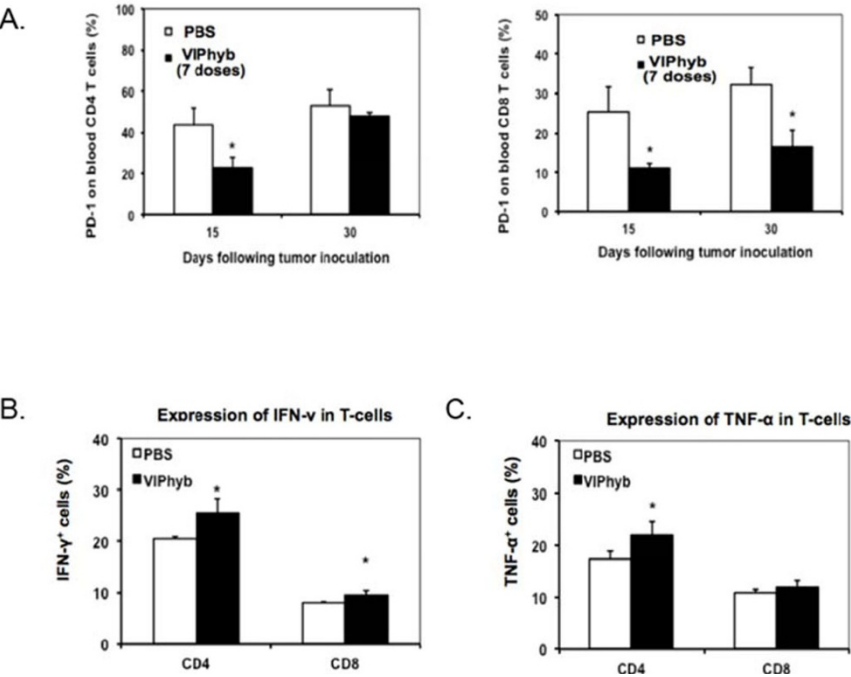 A.
PD-1 on blood CD4 T cells (%)
100
80
60
40
20
0
PBS
VIPhyb
(7 doses)
*
15
30
Days following tumor inoculation
PD-1 on blood CD8 T cells (%)
50
40
30
20
10
0
PBS
VIPhyb
(7 doses)
*
*
15
30
Days following tumor inoculation
B.
Expression of IFN-γ in T-cells
IFN-γ⁺ cells (%)
40
30
20
10
0
PBS
VIPhyb
*
*
CD4
CD8
C.
Expression of TNF-α in T-cells
TNF-α⁺ cells (%)
40
30
20
10
0
PBS
VIPhyb
*
CD4
CD8